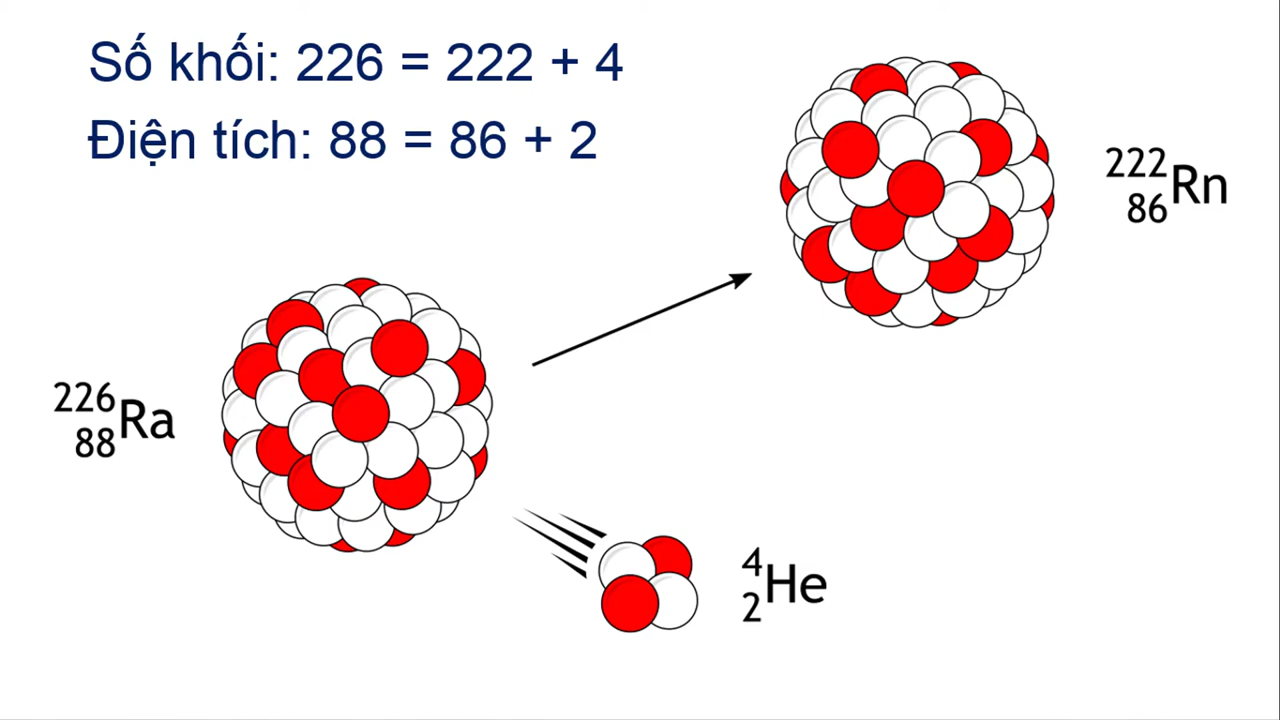 Số khối: 226 = 222 + 4
Điện tích: 88 = 86 + 2
222
86Rn
226
88Ra
4
2He